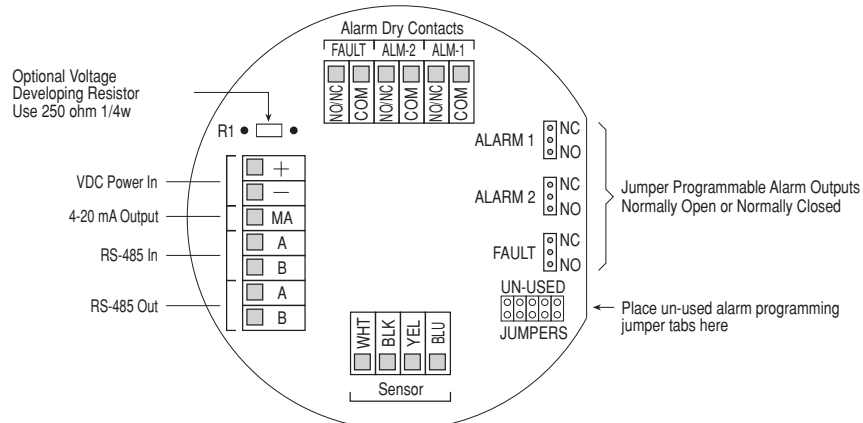 Alarm Dry Contacts
FAULT ALM-2 ALM-1
NO/NC COM NO/NC COM NO/NC COM
Optional Voltage
Developing Resistor
Use 250 ohm 1/4w
R1
VDC Power In
+
−
4-20 mA Output
MA
RS-485 In
A
B
RS-485 Out
A
B
ALARM 1
NC
NO
ALARM 2
NC
NO
FAULT
NC
NO
Jumper Programmable Alarm Outputs
Normally Open or Normally Closed
UN-USED
JUMPERS
Place un-used alarm programming
jumper tabs here
WHT BLK YEL BLU
Sensor